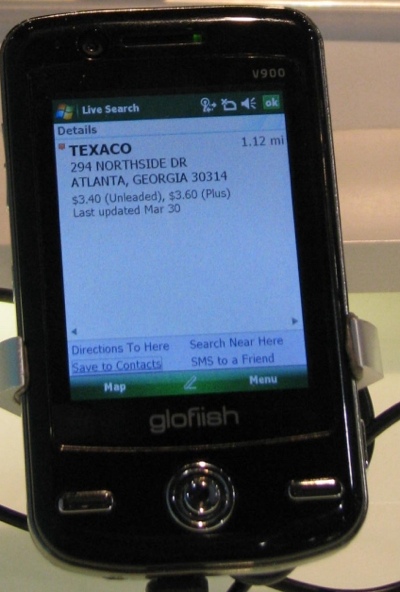 V900
Live Search
ok
Details
TEXACO
1.12 mi
294 NORTHSIDE DR
ATLANTA, GEORGIA 30314
$3.40 (Unleaded), $3.60 (Plus)
Last updated Mar 30
Directions To Here
Search Near Here
Save to Contacts
SMS to a Friend
Map
Menu
glofiish